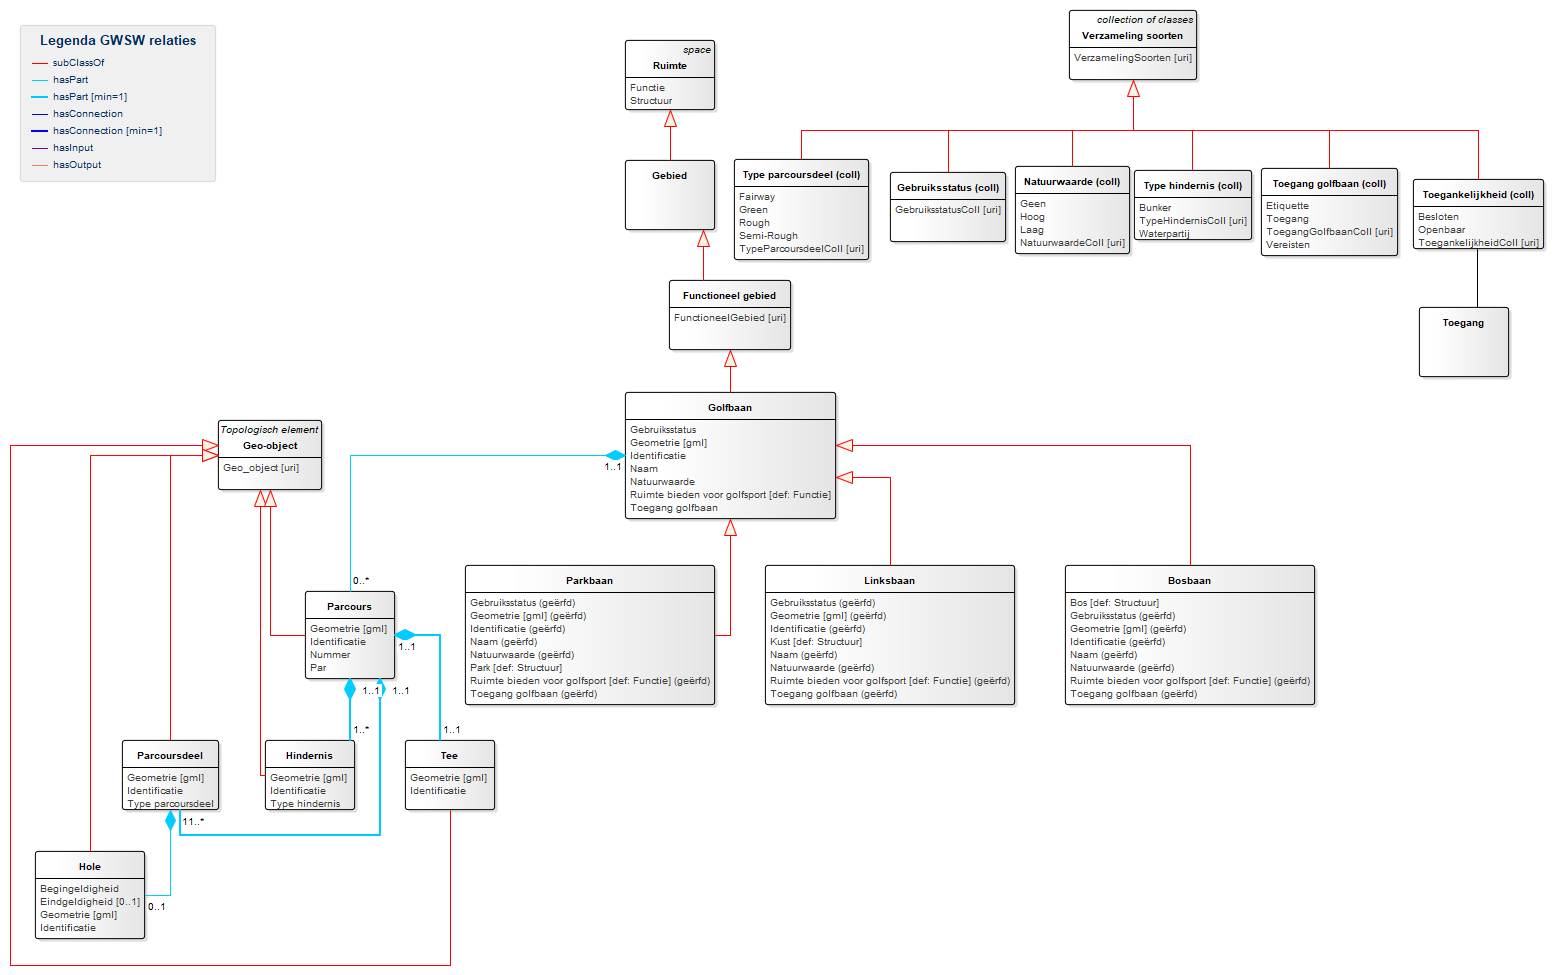 Legenda GWSW relaties
subClassOf
hasPart
hasPart [min=1]
hasConnection
hasConnection [min=1]
hasInput
hasOutput
space
Ruimte
Functie
Structuur
collection of classes
Verzameling soorten
VerzamelingSoorten [uri]
Gebied
Type parcoursdeel (coll)
Fairway
Green
Rough
Semi-Rough
TypeParcoursdeelColl [uri]
Gebruiksstatus (coll)
GebruiksstatusColl [uri]
Natuurwaarde (coll)
Geen
Hoog
Laag
NatuurwaardeColl [uri]
Type hindernis (coll)
Bunker
TypeHindernisColl [uri]
Waterpartij
Toegang golfbaan (coll)
Etiquette
Toegang
ToegangGolfbaanColl [uri]
Vereisten
Toegankelijkheid (coll)
Besloten
Openbaar
ToegankelijkheidColl [uri]
Toegang
Functioneel gebied
FunctioneelGebied [uri]
Golfbaan
Gebruiksstatus
Geometrie [gml]
Identificatie
Naam
Natuurwaarde
Ruimte bieden voor golfsport [def: Functie]
Toegang golfbaan
1..1
0..*
Topologisch element
Geo-object
Geo_object [uri]
Parcours
Geometrie [gml]
Identificatie
Nummer
Par
1..1
1..1
1..1
1..*
1..1
Parkbaan
Gebruiksstatus (geërfd)
Geometrie [gml] (geërfd)
Identificatie (geërfd)
Naam (geërfd)
Natuurwaarde (geërfd)
Park [def: Structuur]
Ruimte bieden voor golfsport [def: Functie] (geërfd)
Toegang golfbaan (geërfd)
Linksbaan
Gebruiksstatus (geërfd)
Geometrie [gml] (geërfd)
Identificatie (geërfd)
Kust [def: Structuur]
Naam (geërfd)
Natuurwaarde (geërfd)
Ruimte bieden voor golfsport [def: Functie] (geërfd)
Toegang golfbaan (geërfd)
Bosbaan
Bos [def: Structuur]
Gebruiksstatus (geërfd)
Geometrie [gml] (geërfd)
Identificatie (geërfd)
Naam (geërfd)
Natuurwaarde (geërfd)
Ruimte bieden voor golfsport [def: Functie] (geërfd)
Toegang golfbaan (geërfd)
Parcoursdeel
Geometrie [gml]
Identificatie
Type parcoursdeel
Hindernis
Geometrie [gml]
Identificatie
Type hindernis
Tee
Geometrie [gml]
Identificatie
11..*
Hole
Begingeldigheid
Eindgeldigheid [0..1]
Geometrie [gml]
Identificatie
0..1